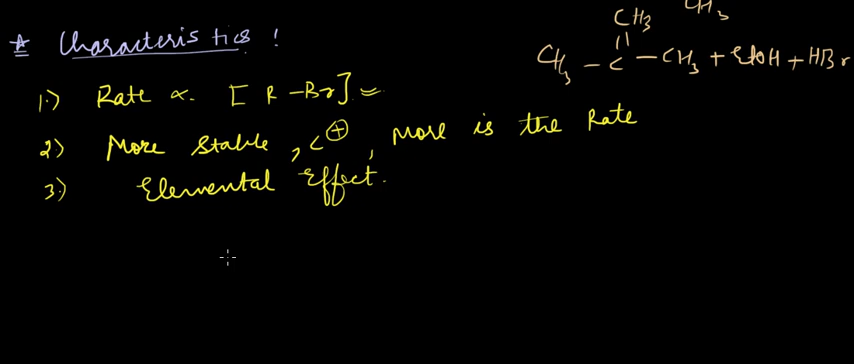 CH3
CH3
* Characteristics !
CH3 – C – CH3 + EtOH + HBr
1.) Rate ∝ [R–Br]=
2) More stable, C⊕, More is the Rate
3.) Elemental Effect.